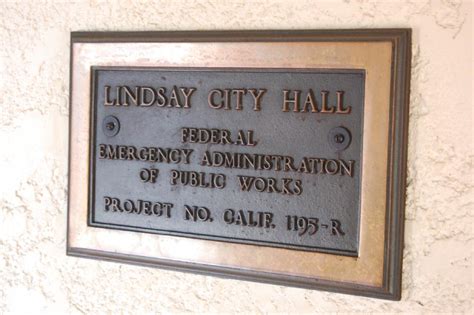 LINDSAY CITY HALL
FEDERAL
EMERGENCY ADMINISTRATION
OF PUBLIC WORKS
PROJECT NO. CALIF. 1195-R